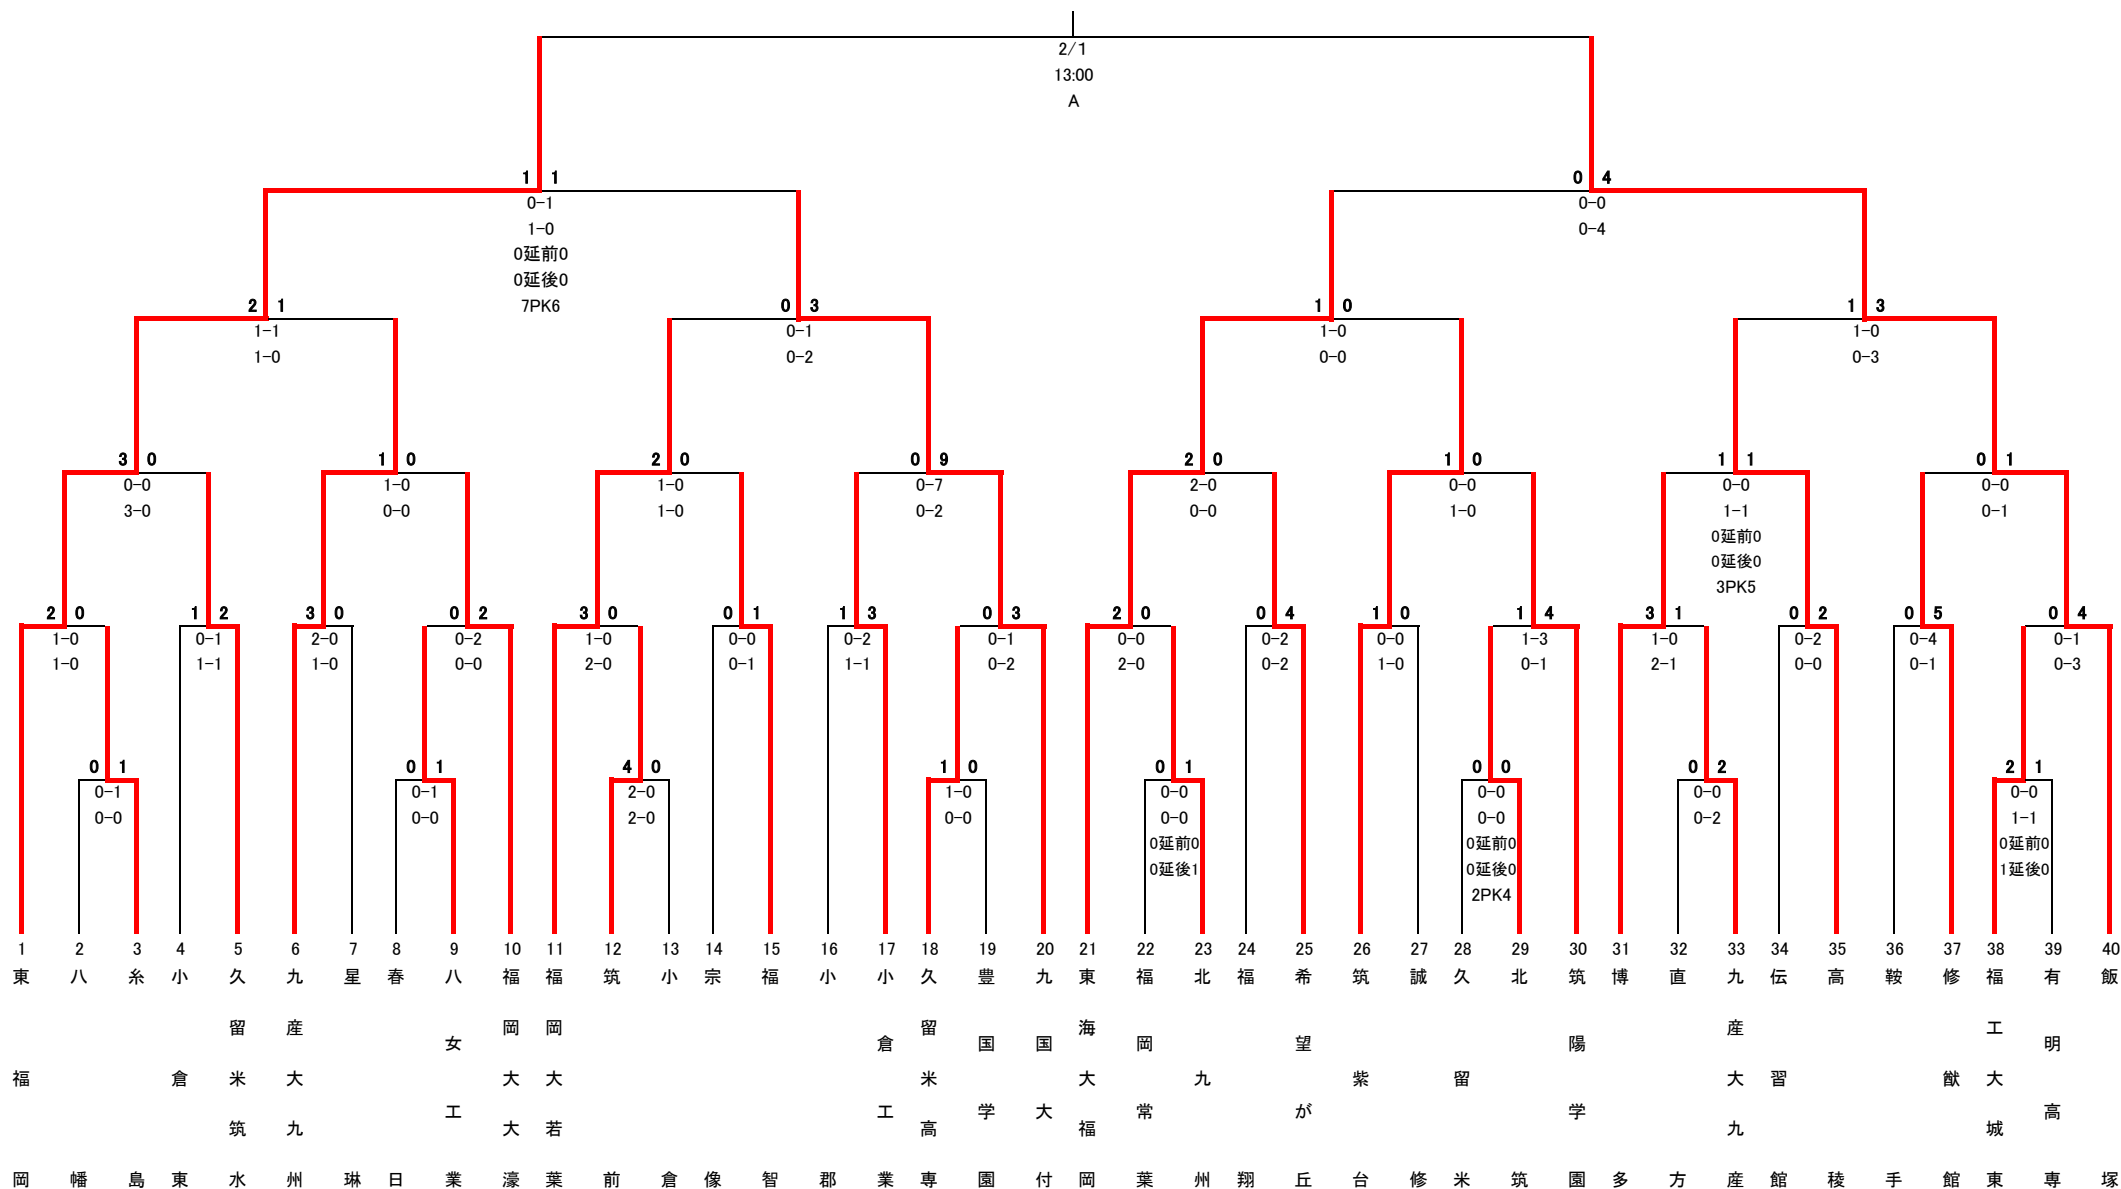 2/1
13:00
A
1 1
0-1
1-0
0延前0
0延後0
7PK6
0 4
0-0
0-4
2 1
1-1
1-0
0 3
0-1
0-2
1 0
1-0
0-0
1 3
1-0
0-3
3 0
0-0
3-0
1 0
1-0
0-0
2 0
1-0
1-0
0 9
0-7
0-2
2 0
2-0
0-0
1 0
0-0
1-0
1 1
0-0
1-1
0延前0
0延後0
3PK5
0 1
0-0
0-1
2 0
1-0
1-0
1 2
0-1
1-1
3 0
2-0
1-0
0 2
0-2
0-0
3 0
1-0
2-0
0 1
0-0
0-1
1 3
0-2
1-1
0 3
0-1
0-2
2 0
0-0
2-0
0 4
0-2
0-2
1 0
0-0
1-0
1 4
1-3
0-1
3 1
1-0
2-1
0 2
0-2
0-0
0 5
0-4
0-1
0 4
0-1
0-3
0 1
0-1
0-0
0 1
0-1
0-0
4 0
2-0
2-0
1 0
1-0
0-0
0 1
0-0
0-0
0延前0
0延後1
0 0
0-0
0-0
0延前0
0延後0
2PK4
0 2
0-0
0-2
2 1
0-0
1-1
0延前0
1延後0
1 東福岡
2 八幡
3 糸島
4 小倉東
5 久留米筑水
6 九産大九州
7 星琳
8 春日
9 八女工業
10 福岡大大濠
11 福岡大若葉
12 筑前
13 小倉
14 宗像
15 福智
16 小郡
17 小倉工業
18 久留米高専
19 豊国学園
20 九国大付
21 東海大福岡
22 福岡常葉
23 北九州
24 福翔
25 希望が丘
26 筑紫台
27 誠修
28 久留米
29 北筑
30 筑陽学園
31 博多
32 直方
33 九産大九産
34 伝習館
35 高稜
36 鞍手
37 修猷館
38 福工大城東
39 有明高専
40 飯塚